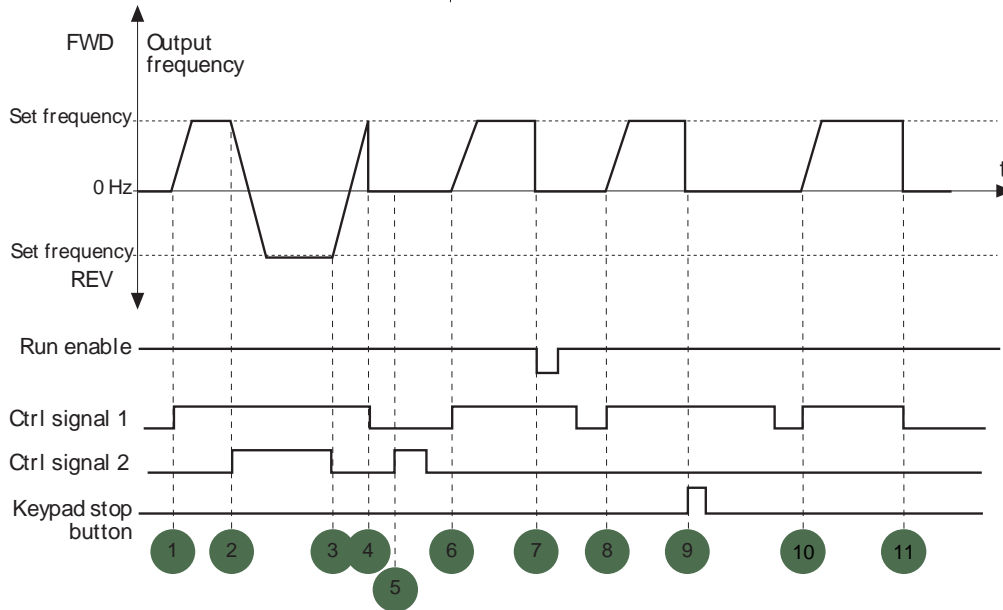 FWD
Output
frequency
Set frequency
0 Hz
t
Set frequency
REV
Run enable
Ctrl signal 1
Ctrl signal 2
Keypad stop
button
1 2 3 4 6 7 8 9 10 11
5